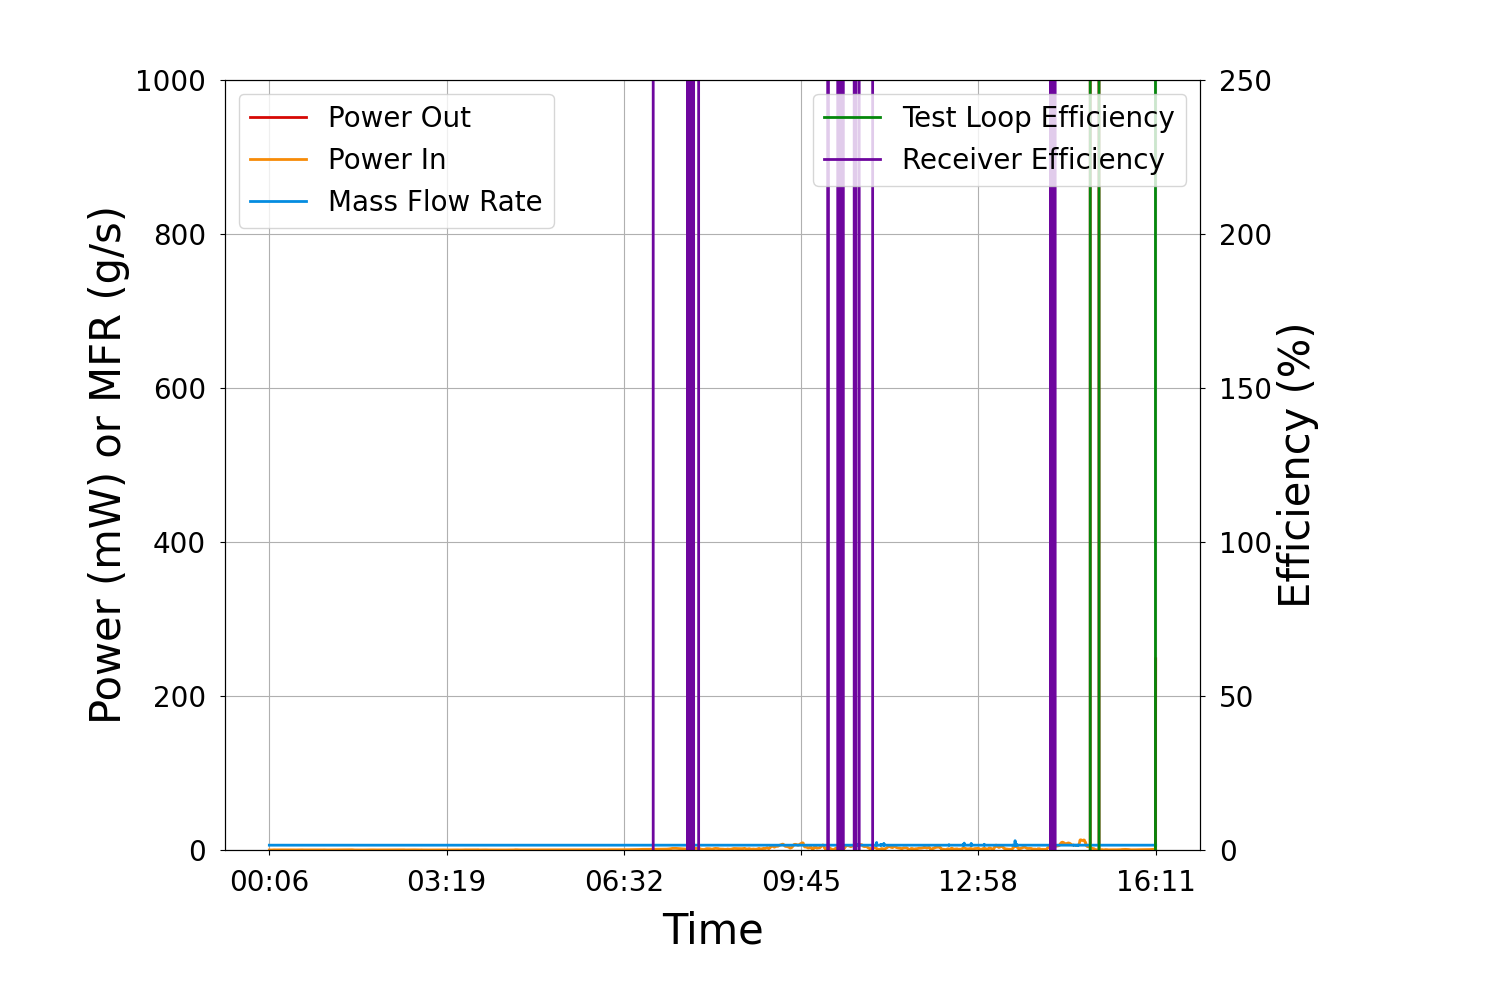 Power Out
Power In
Mass Flow Rate
Test Loop Efficiency
Receiver Efficiency
1000
800
600
400
200
0
Power (mW) or MFR (g/s)
250
200
150
100
50
0
Efficiency (%)
00:06 03:19 06:32 09:45 12:58 16:11
Time